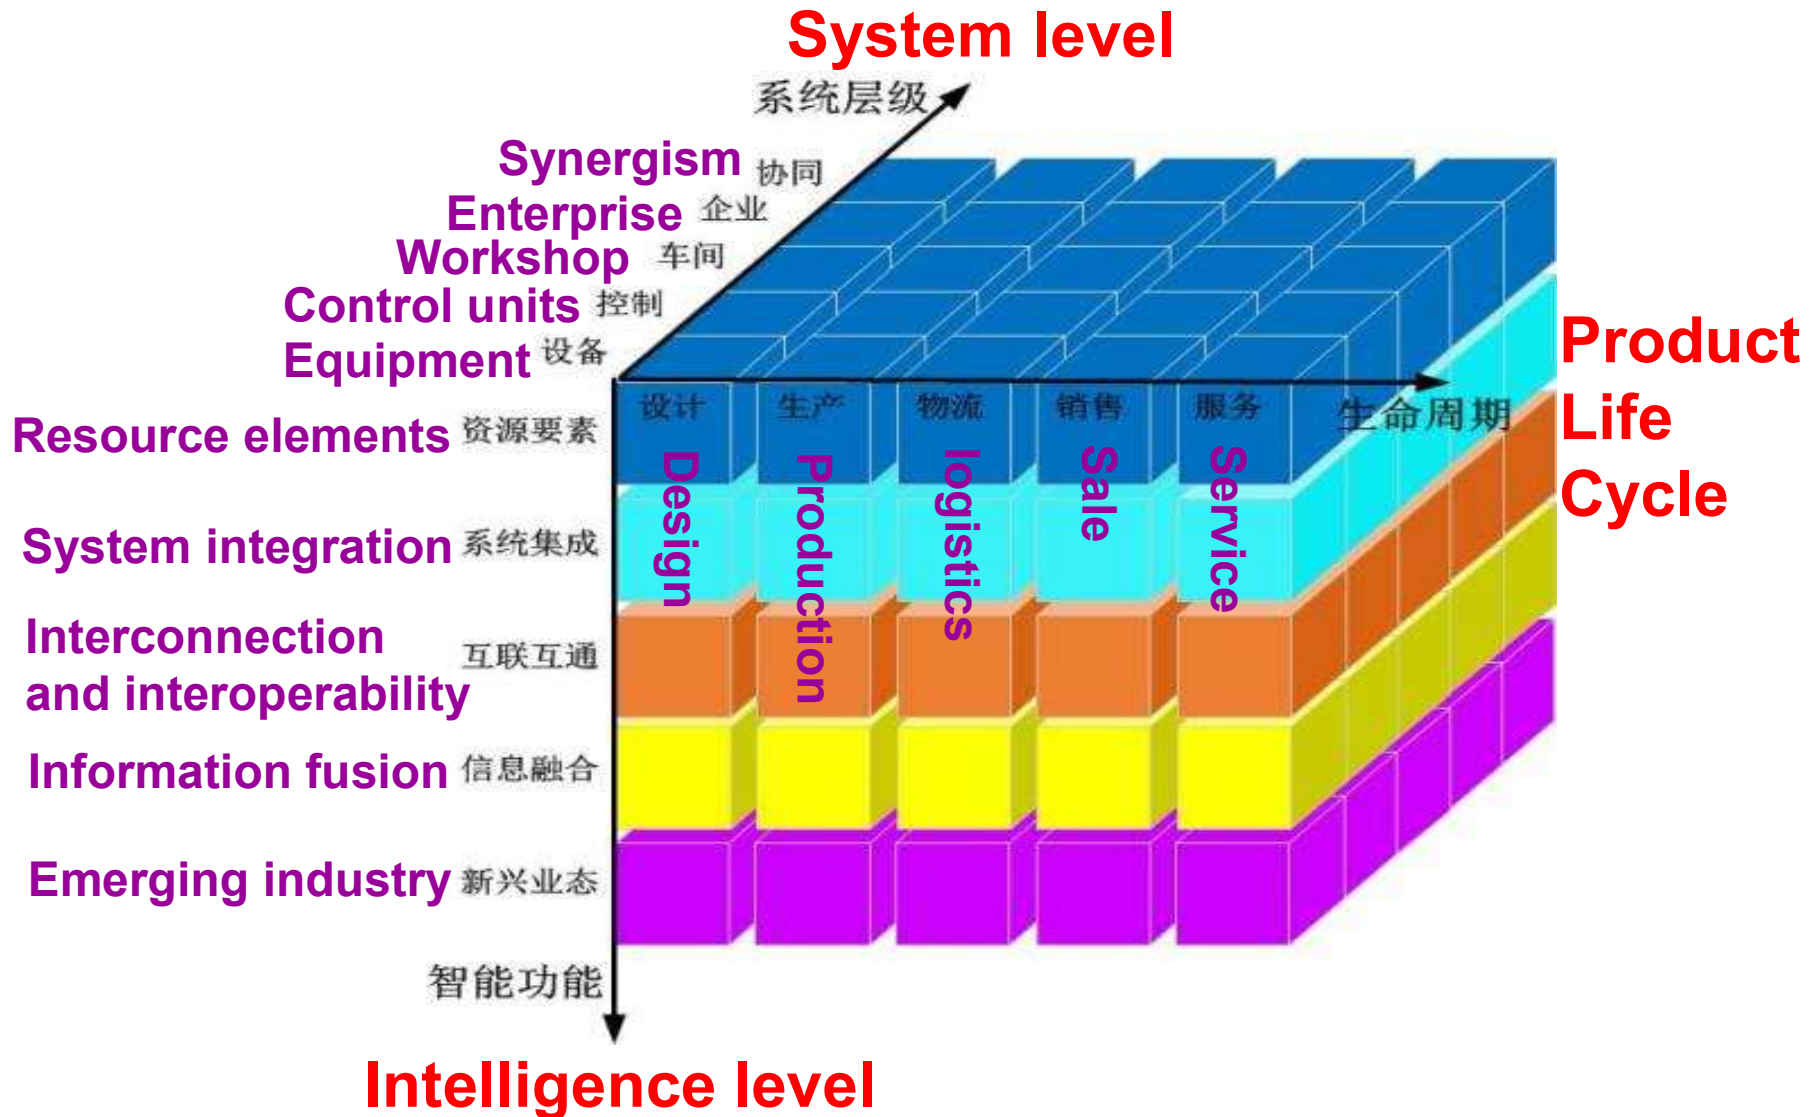 System level
系统层级
Synergism 协同
Enterprise 企业
Workshop 车间
Control units 控制
Equipment 设备
Product
Life
Cycle
生命周期
设计 生产 物流 销售 服务
Design Production logistics Sale Service
Resource elements 资源要素
System integration 系统集成
Interconnection
and interoperability 互联互通
Information fusion 信息融合
Emerging industry 新兴业态
智能功能
Intelligence level